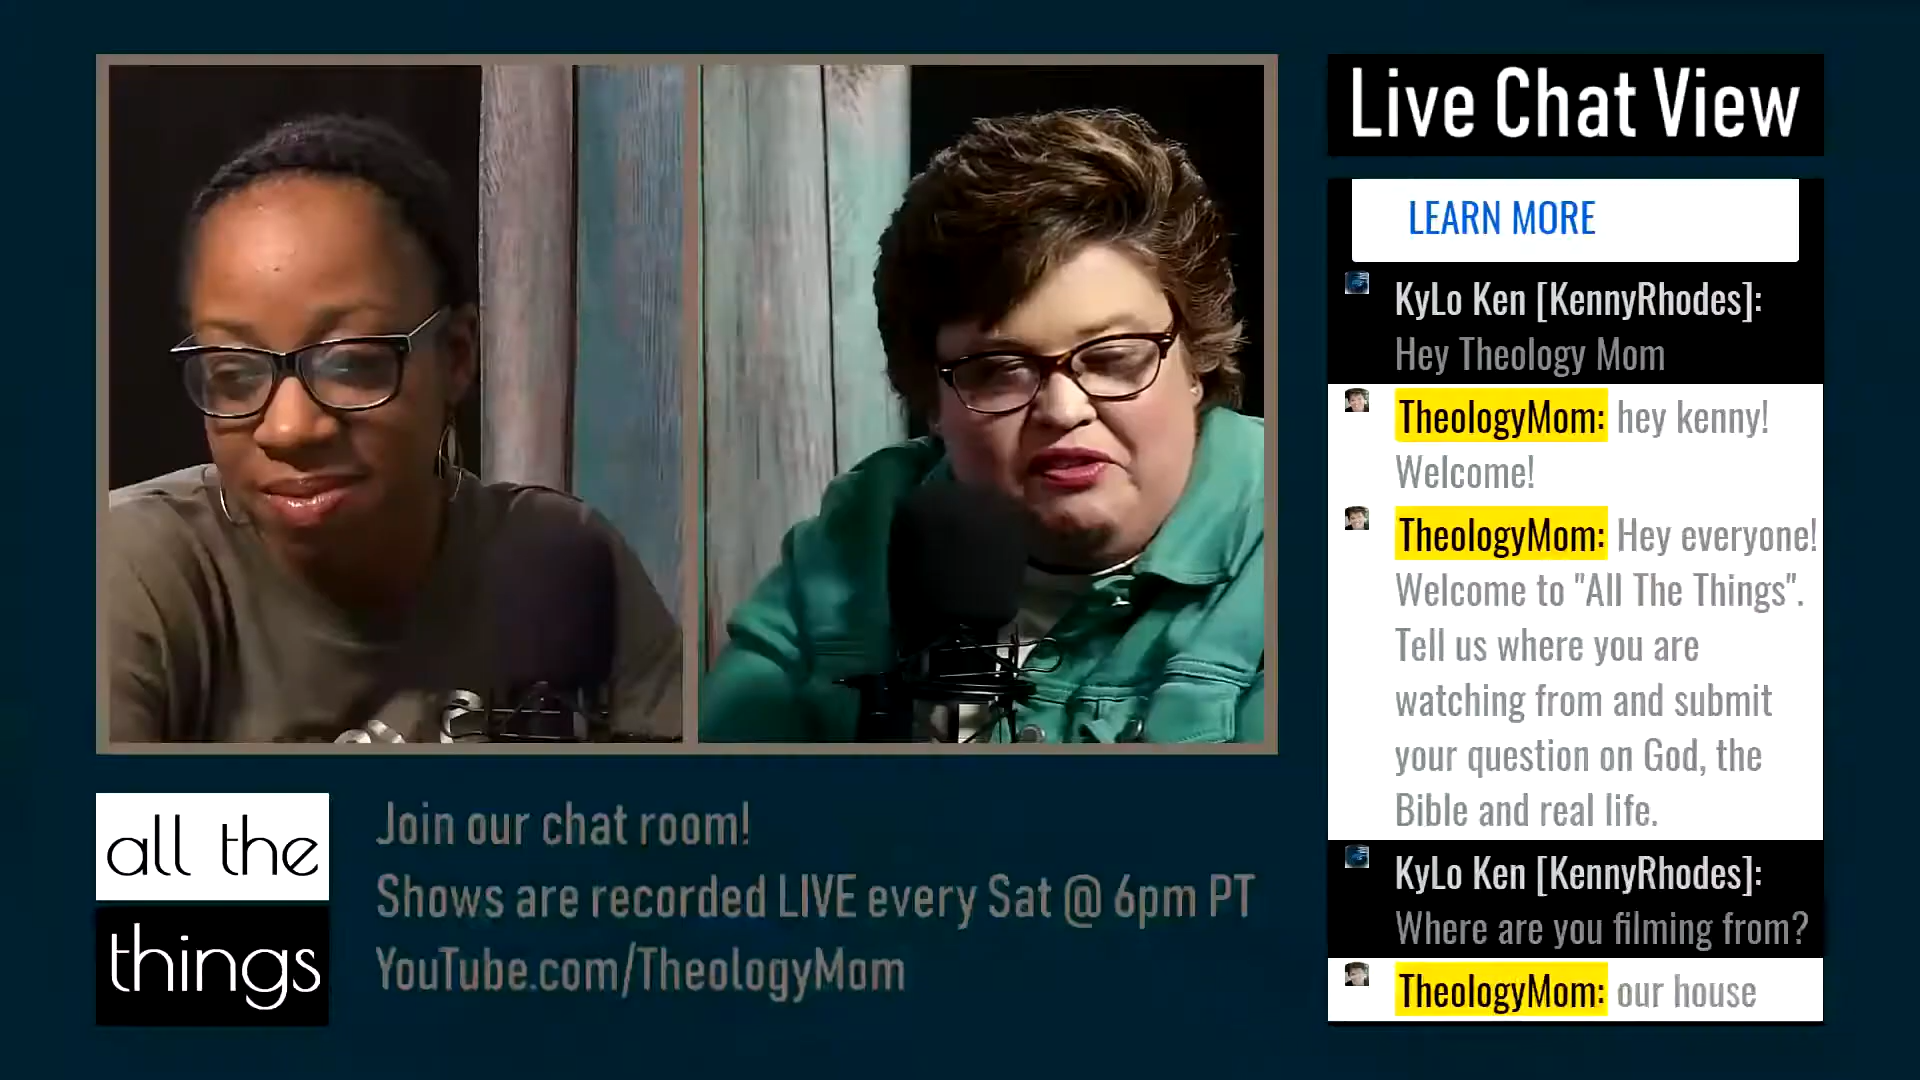 Live Chat View
LEARN MORE
KyLo Ken [KennyRhodes]:
Hey Theology Mom
TheologyMom: hey kenny!
Welcome!
TheologyMom: Hey everyone!
Welcome to "All The Things".
Tell us where you are
watching from and submit
your question on God, the
Bible and real life.
KyLo Ken [KennyRhodes]:
Where are you filming from?
TheologyMom: our house
all the
things
Join our chat room!
Shows are recorded LIVE every Sat @ 6pm PT
YouTube.com/TheologyMom